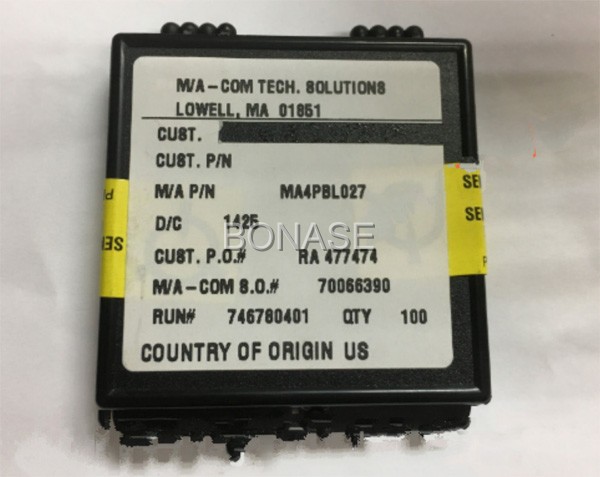 M/A-COM TECH. SOLUTIONS
LOWELL, MA 01851
CUST.
CUST. P/N
M/A P/N MA4PBL027
D/C 1425
BONASE
CUST. P.O.# RA 477474
M/A-COM S.O.# 70066390
RUN# 746780401 QTY 100
COUNTRY OF ORIGIN US